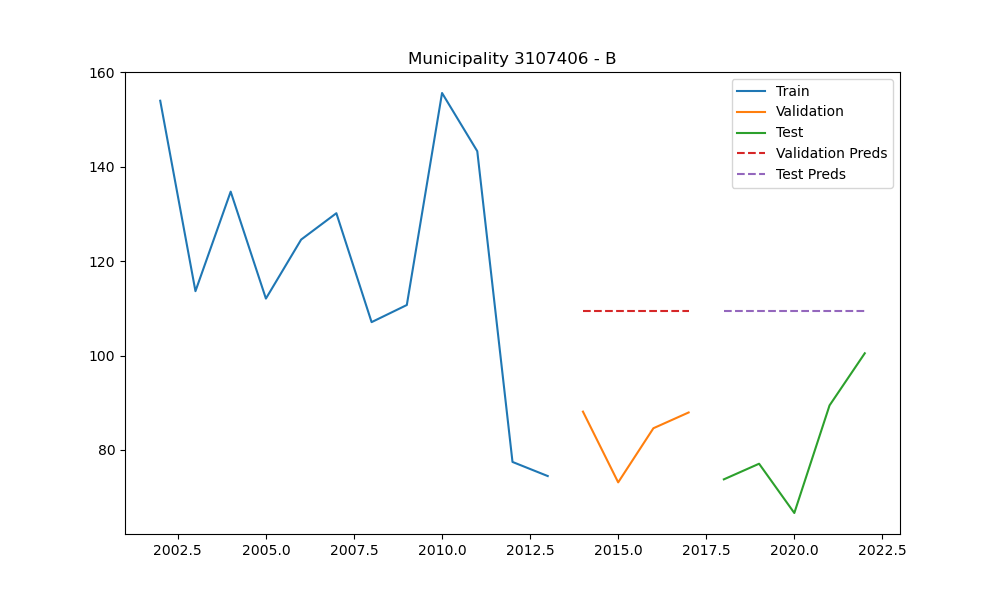 Municipality 3107406 - B
160
140
120
100
80
Train
Validation
Test
Validation Preds
Test Preds
2002.5 2005.0 2007.5 2010.0 2012.5 2015.0 2017.5 2020.0 2022.5